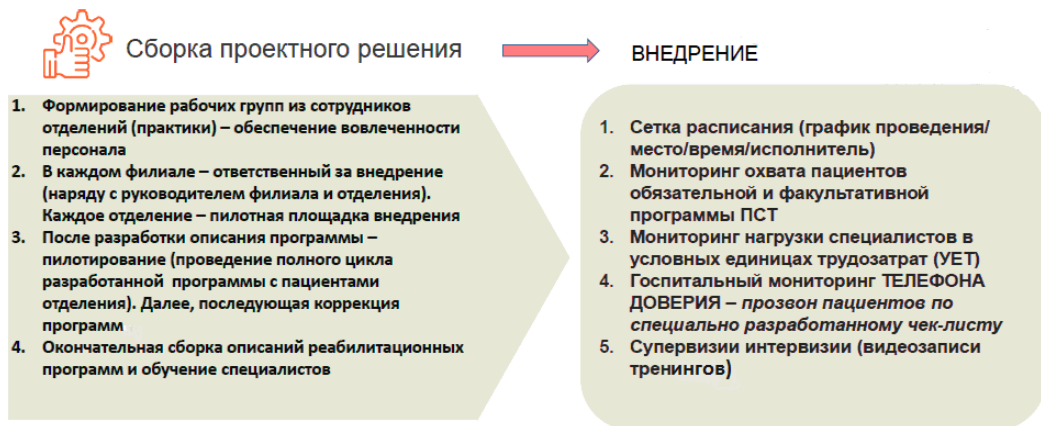 Сборка проектного решения
1. Формирование рабочих групп из сотрудников
отделений (практики) – обеспечение вовлеченности
персонала
2. В каждом филиале – ответственный за внедрение
(наряду с руководителем филиала и отделения).
Каждое отделение – пилотная площадка внедрения
3. После разработки описания программы –
пилотирование (проведение полного цикла
разработанной программы с пациентами
отделения). Далее, последующая коррекция
программ
4. Окончательная сборка описаний реабилитационных
программ и обучение специалистов
ВНЕДРЕНИЕ
1. Сетка расписания (график проведения/
место/время/исполнитель)
2. Мониторинг охвата пациентов
обязательной и факультативной
программы ПСТ
3. Мониторинг нагрузки специалистов в
условных единицах трудозатрат (УЕТ)
4. Госпитальный мониторинг ТЕЛЕФОНА
ДОВЕРИЯ – прозвон пациентов по
специально разработанному чек-листу
5. Супервизии интервизии (видеозаписи
тренингов)